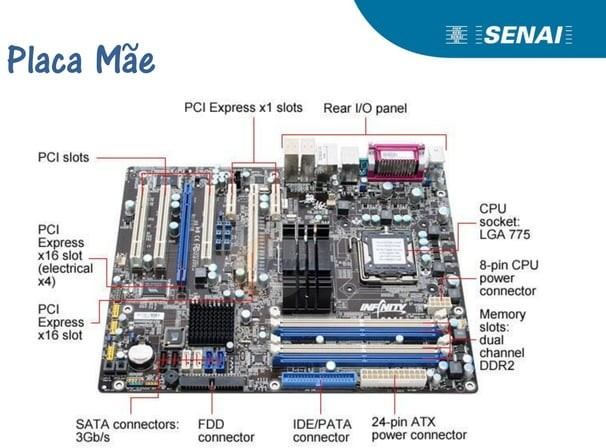 SENAI
Placa Mãe
PCI Express x1 slots
Rear I/O panel
PCI slots
PCI
Express
x16 slot
(electrical
x4)
PCI
Express
x16 slot
CPU
socket:
LGA 775
8-pin CPU
power
connector
Memory
slots:
dual
channel
DDR2
INFINITY
SATA connectors:
3Gb/s
FDD
connector
IDE/PATA
connector
24-pin ATX
power connector